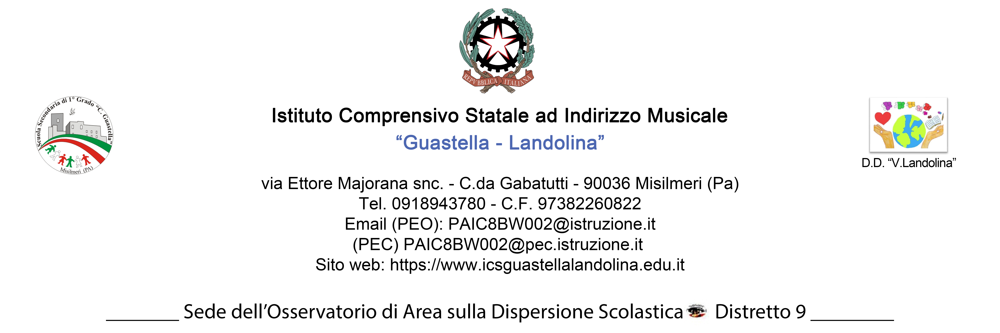 REPVBBLICA ITALIANA
Scuola Secondaria di 1° Grado “C. Guastella”
Misilmeri (PA)
Istituto Comprensivo Statale ad Indirizzo Musicale
“Guastella - Landolina”
D.D. “V.Landolina”
via Ettore Majorana snc. - C.da Gabatutti - 90036 Misilmeri (Pa)
Tel. 0918943780 - C.F. 97382260822
Email (PEO): PAIC8BW002@istruzione.it
(PEC) PAIC8BW002@pec.istruzione.it
Sito web: https://www.icsguastellalandolina.edu.it
_______ Sede dell’Osservatorio di Area sulla Dispersione Scolastica Distretto 9 ________